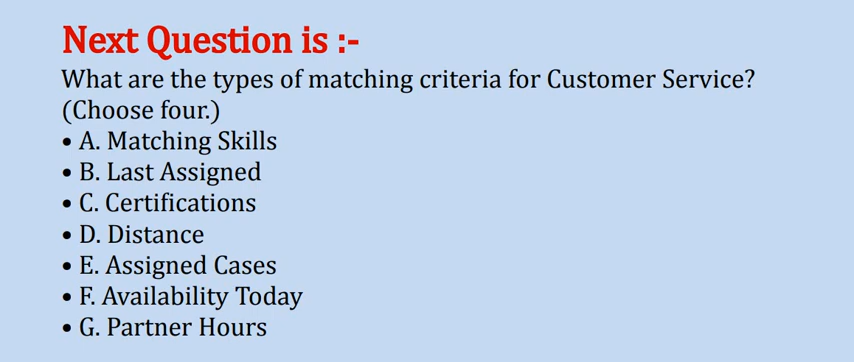 Next Question is :-
What are the types of matching criteria for Customer Service?
(Choose four.)
• A. Matching Skills
• B. Last Assigned
• C. Certifications
• D. Distance
• E. Assigned Cases
• F. Availability Today
• G. Partner Hours